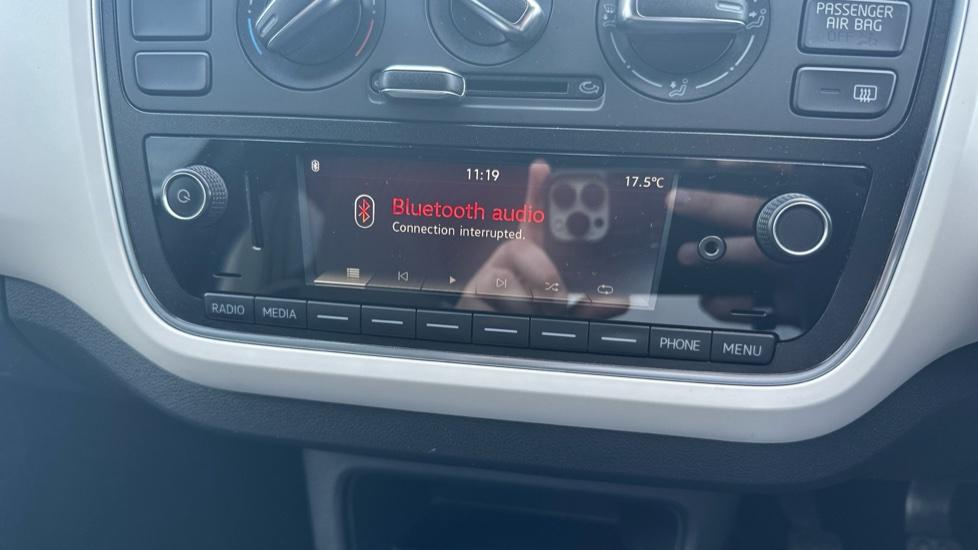 PASSENGER
AIR BAG
OFF
11:19
17.5°C
Bluetooth audio
Connection interrupted.
RADIO
MEDIA
PHONE
MENU